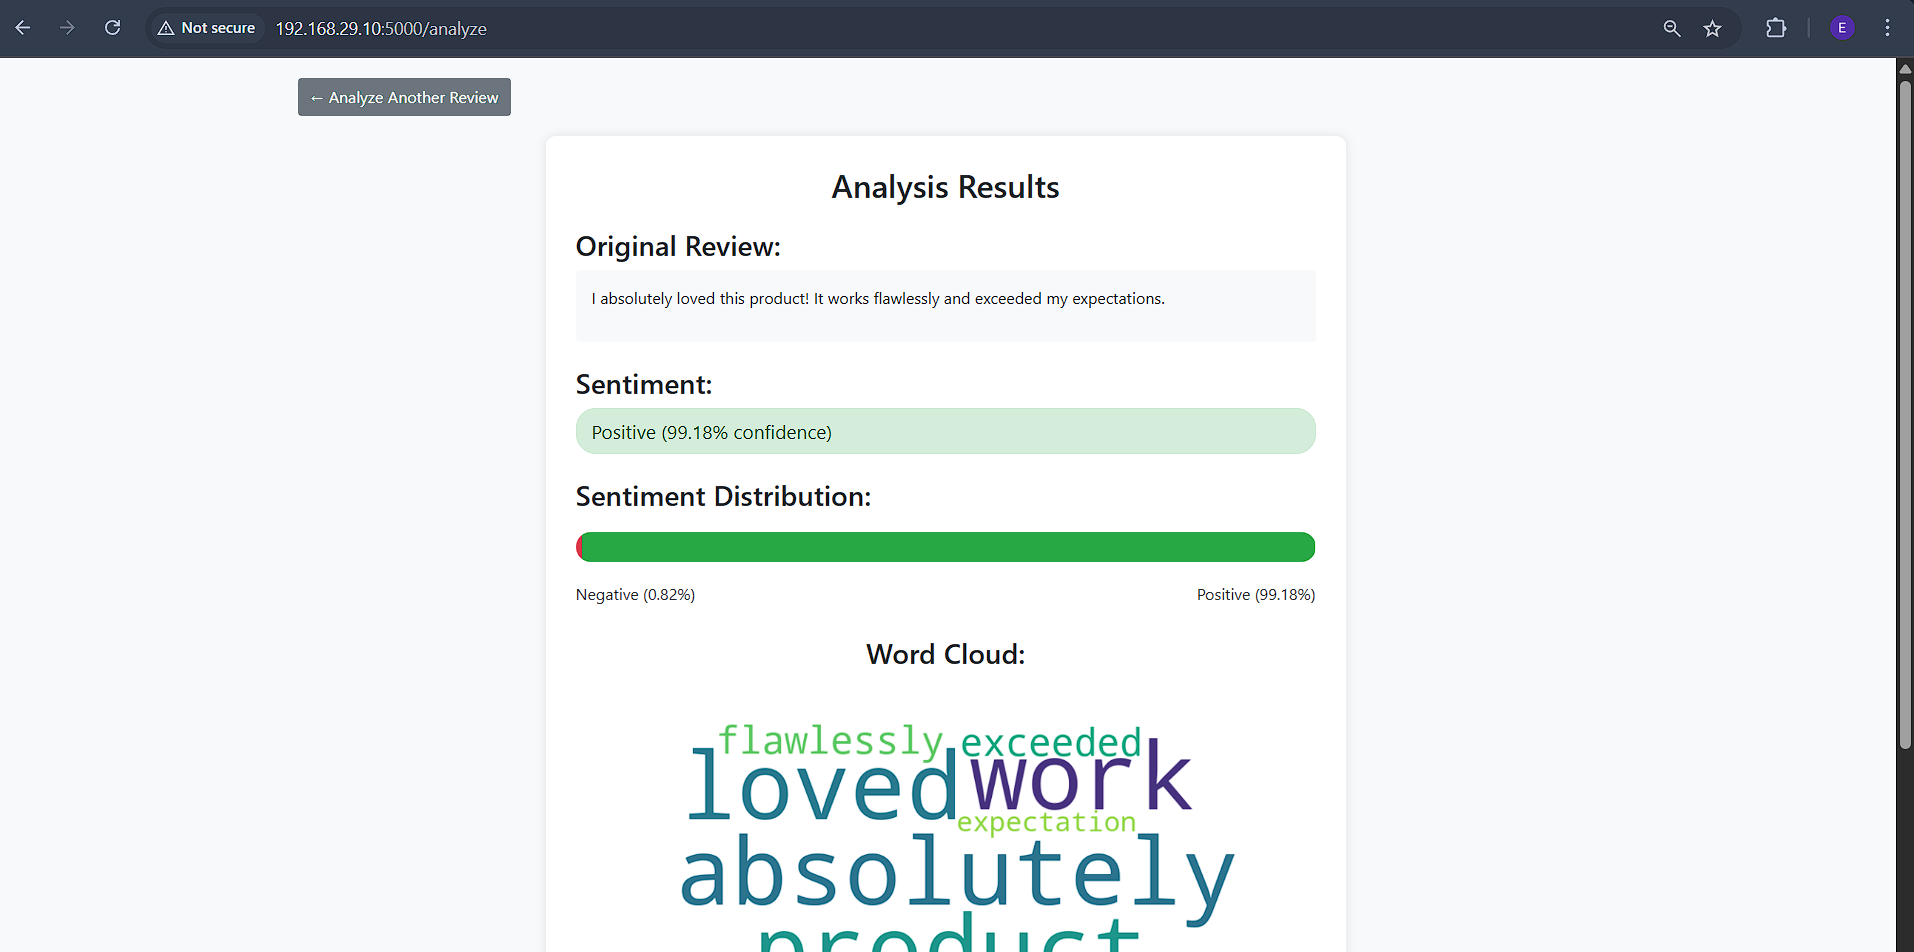 Not secure
192.168.29.10:5000/analyze
E
← Analyze Another Review
Analysis Results
Original Review:
I absolutely loved this product! It works flawlessly and exceeded my expectations.
Sentiment:
Positive (99.18% confidence)
Sentiment Distribution:
Negative (0.82%)
Positive (99.18%)
Word Cloud:
flawlessly exceeded
loved work
expectation
absolutely
product